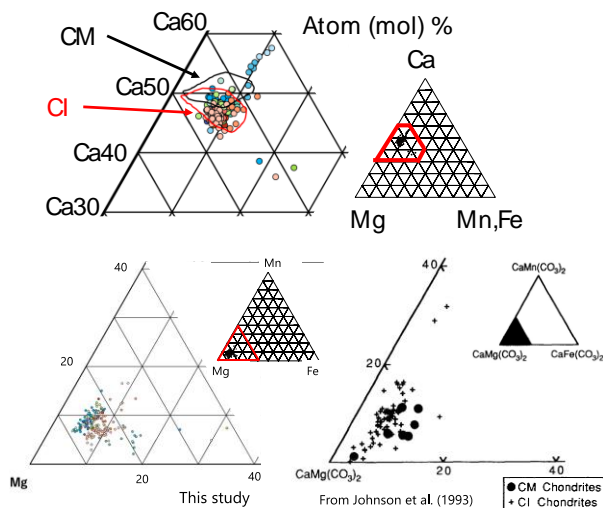 Ca60
Atom (mol) %
CM
Ca
Ca50
CI
Ca40
Ca30
Mg
Mn,Fe
40
Mn
40
CaMn(CO₃)₂
20
Mg
Fe
20
CaMg(CO₃)₂
CaFe(CO₃)₂
Mg
20
40
CaMg(CO₃)₂
20
40
This study
From Johnson et al. (1993)
● CM Chondrites
+ CI Chondrites